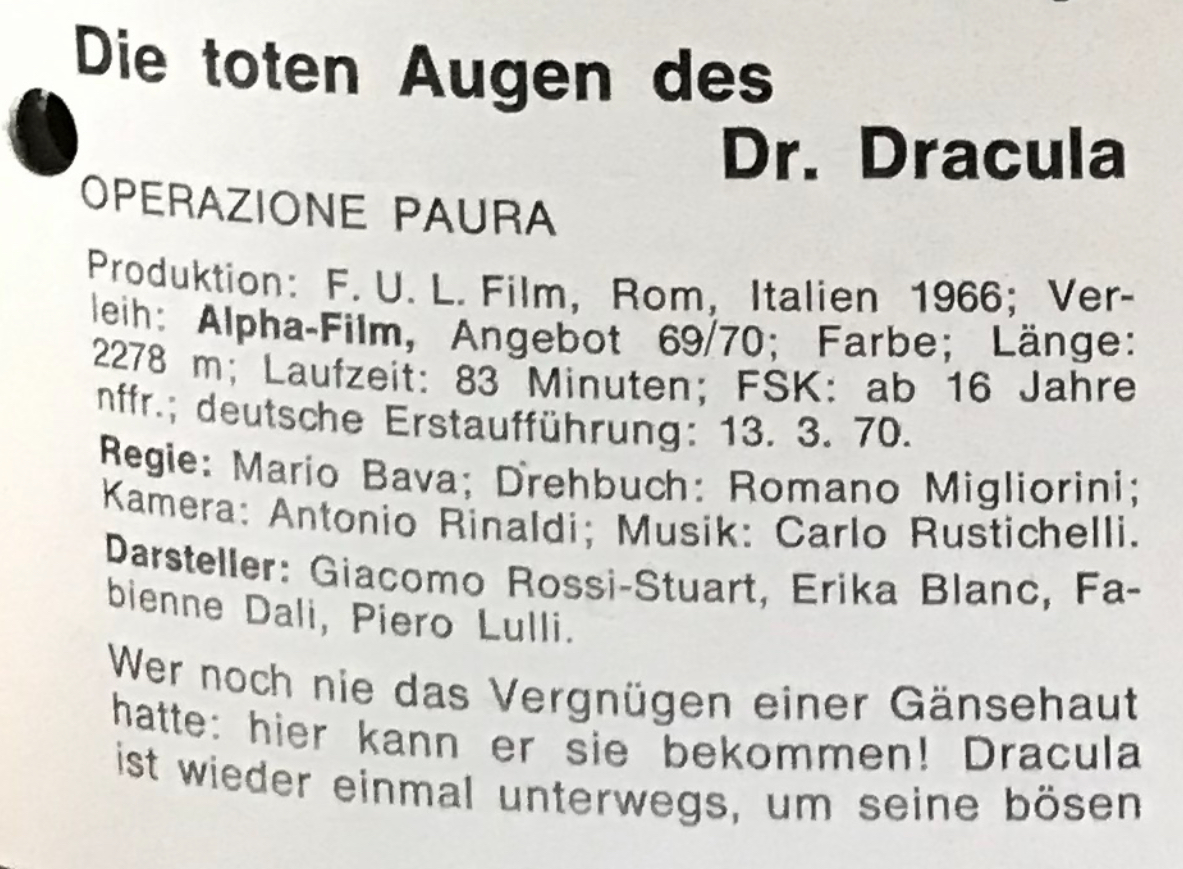 Die toten Augen des
Dr. Dracula
OPERAZIONE PAURA
Produktion: F. U. L. Film, Rom, Italien 1966; Ver-
leih: Alpha-Film, Angebot 69/70; Farbe; Länge:
2278 m; Laufzeit: 83 Minuten; FSK: ab 16 Jahre
nffr.; deutsche Erstaufführung: 13. 3. 70.
Regie: Mario Bava; Drehbuch: Romano Migliorini;
Kamera: Antonio Rinaldi; Musik: Carlo Rustichelli.
Darsteller: Giacomo Rossi-Stuart, Erika Blanc, Fa-
bienne Dali, Piero Lulli.
Wer noch nie das Vergnügen einer Gänsehaut
hatte: hier kann er sie bekommen! Dracula
ist wieder einmal unterwegs, um seine bösen